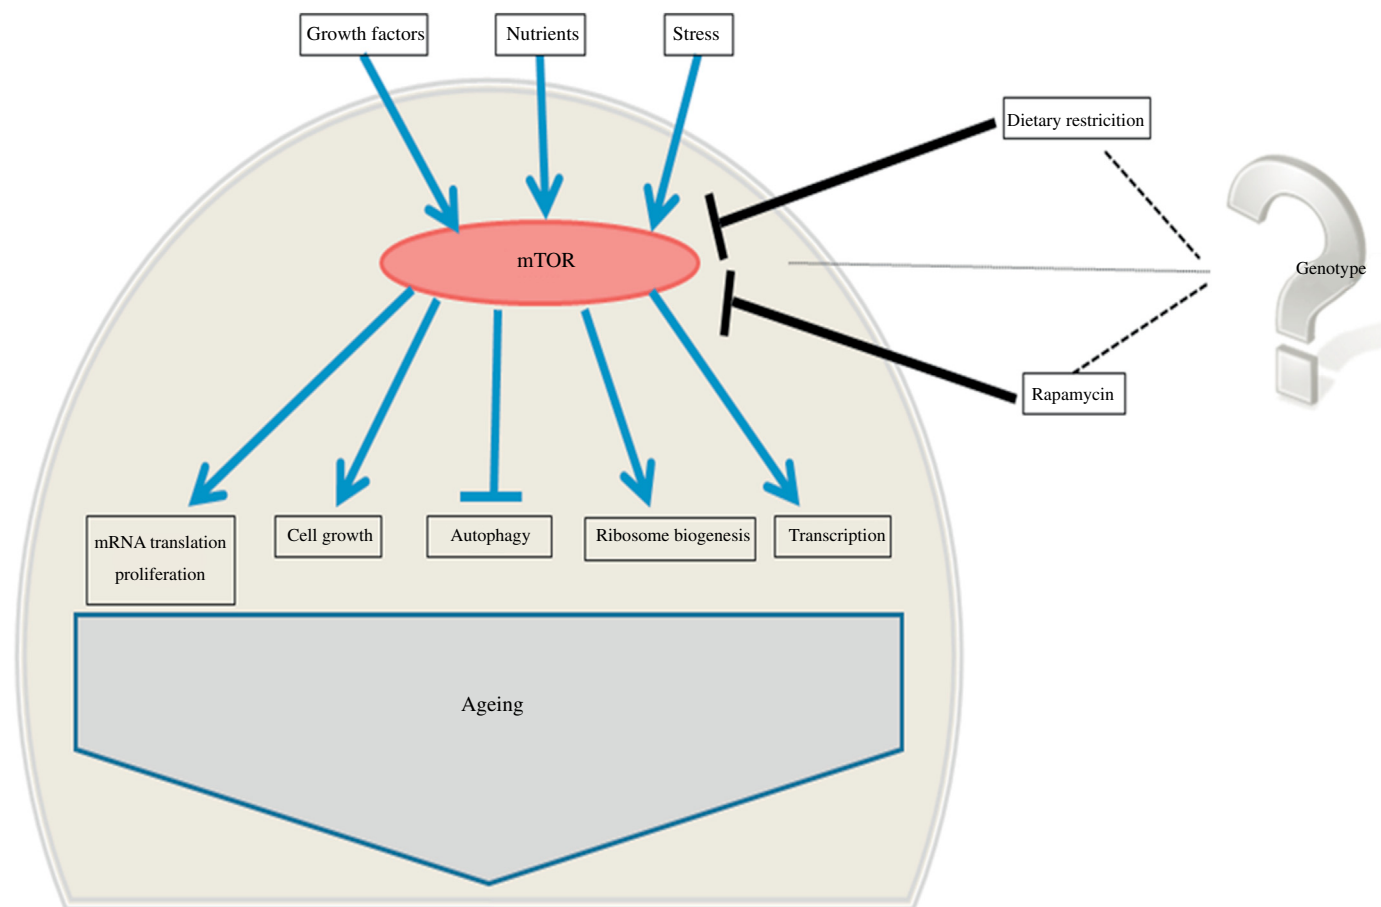 Growth factors
Nutrients
Stress
Dietary restricition
mTOR
Genotype
Rapamycin
mRNA translation
proliferation
Cell growth
Autophagy
Ribosome biogenesis
Transcription
Ageing